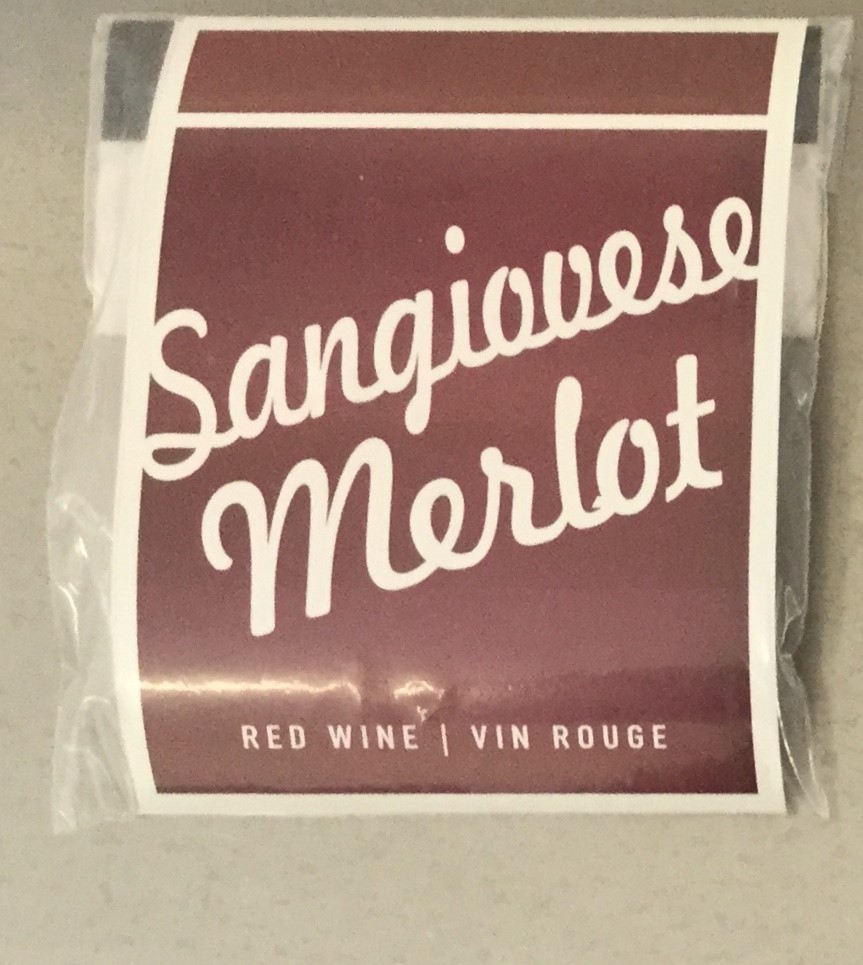 Sangiovese
Merlot
RED WINE | VIN ROUGE